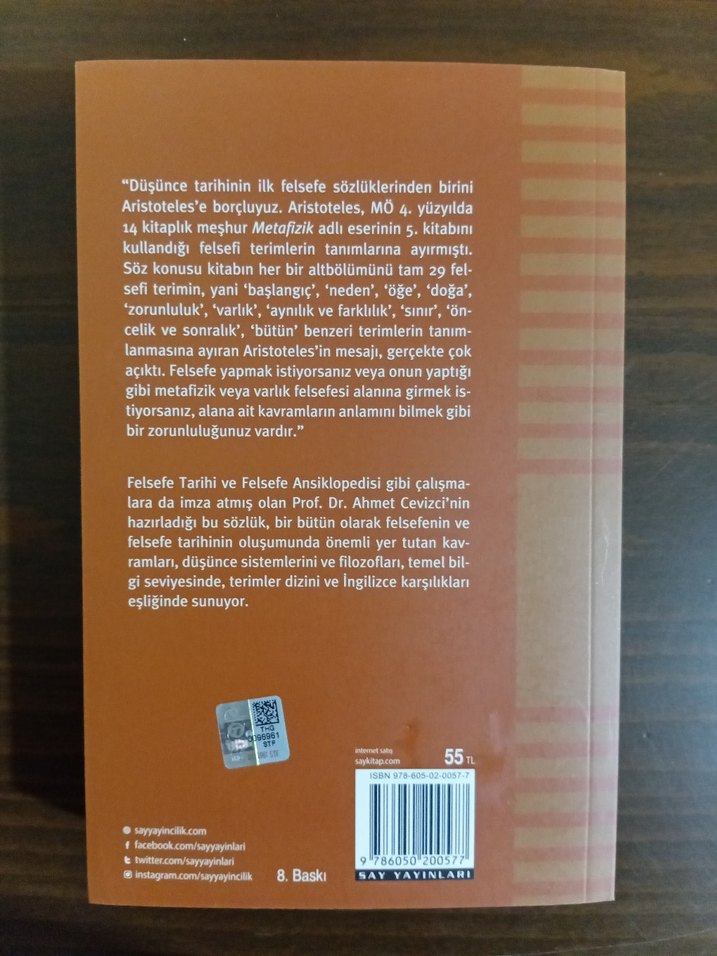 “Düşünce tarihinin ilk felsefe sözlüklerinden birini
Aristoteles’e borçluyuz. Aristoteles, MÖ 4. yüzyılda
14 kitaplık meşhur Metafizik adlı eserinin 5. kitabını
kullandığı felsefi terimlerin tanımlarına ayırmıştı.
Söz konusu kitabın her bir altbölümünü tam 29 fel-
sefi terimin, yani ‘başlangıç’, ‘neden’, ‘öğe’, ‘doğa’,
‘zorunluluk’, ‘varlık’, ‘aynılık ve farklılık’, ‘sınır’, ‘ön-
celik ve sonralık’, ‘bütün’ benzeri terimlerin tanım-
lanmasına ayıran Aristoteles’in mesajı, gerçekte çok
açıktı. Felsefe yapmak istiyorsanız veya onun yaptığı
gibi metafizik veya varlık felsefesi alanına girmek is-
tiyorsanız, alana ait kavramların anlamını bilmek gibi
bir zorunluluğunuz vardır.”
Felsefe Tarihi ve Felsefe Ansiklopedisi gibi çalışma-
lara da imza atmış olan Prof. Dr. Ahmet Cevizci’nin
hazırladığı bu sözlük, bir bütün olarak felsefenin ve
felsefe tarihinin oluşumunda önemli yer tutan kav-
ramları, düşünce sistemlerini ve filozofları, temel bil-
gi seviyesinde, terimler dizini ve İngilizce karşılıkları
eşliğinde sunuyor.
THG
0096961
STF
internet satış
saykitap.com
55 TL
ISBN 978-605-02-0057-7
9 786050 200577
SAY YAYINLARI
sayyayincilik.com
facebook.com/sayyayinlari
twitter.com/sayyayinlari
instagram.com/sayyayincilik
8. Baskı